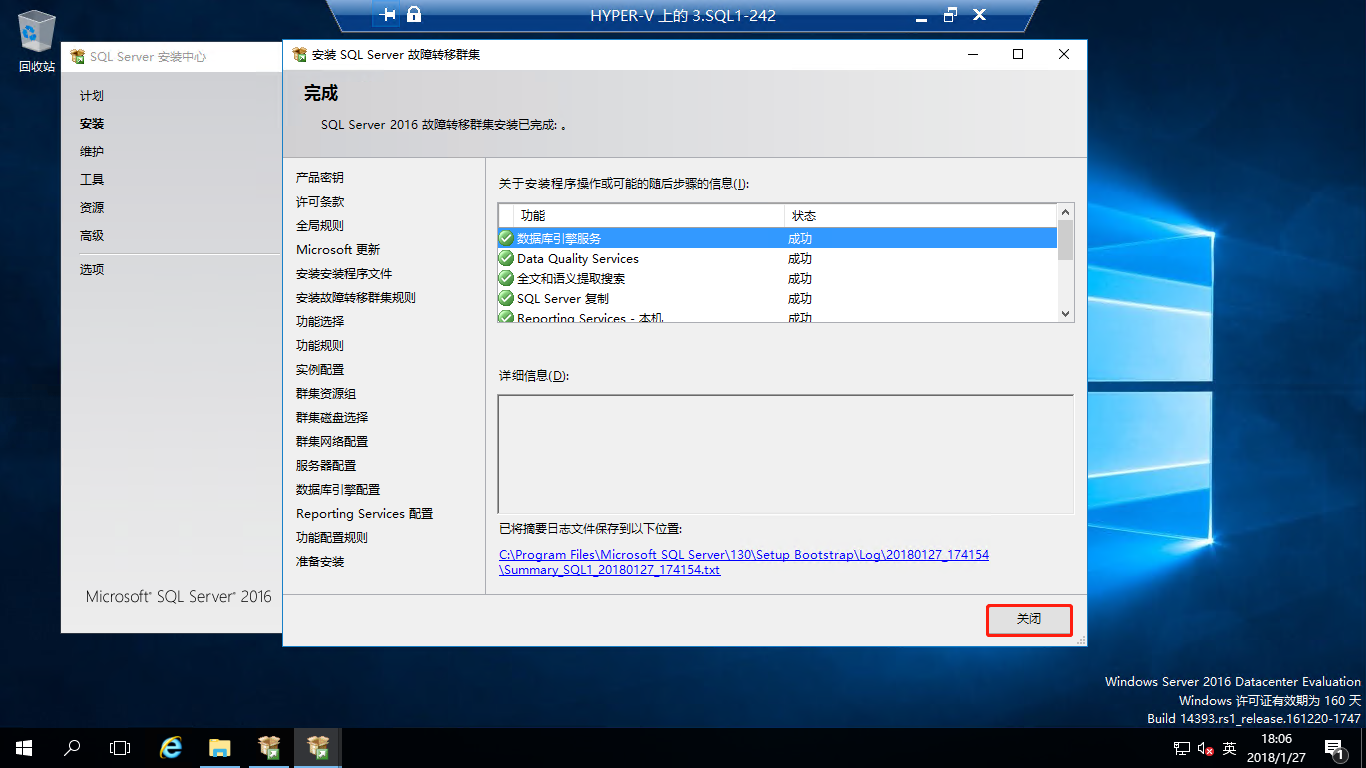 HYPER-V 上的 3.SQL1-242
回收站
SQL Server 安装中心
计划
安装
维护
工具
资源
高级
选项
Microsoft® SQL Server® 2016
安装 SQL Server 故障转移群集
完成
SQL Server 2016 故障转移群集安装已完成: 。
产品密钥
许可条款
全局规则
Microsoft 更新
安装安装程序文件
安装故障转移群集规则
功能选择
功能规则
实例配置
群集资源组
群集磁盘选择
群集网络配置
服务器配置
数据库引擎配置
Reporting Services 配置
功能配置规则
准备安装
关于安装程序操作或可能的随后步骤的信息(I):
功能 状态
数据库引擎服务 成功
Data Quality Services 成功
全文和语义提取搜索 成功
SQL Server 复制 成功
Reporting Services - 本机 成功
详细信息(D):
已将摘要日志文件保存到以下位置:
C:\Program Files\Microsoft SQL Server\130\Setup Bootstrap\Log\20180127_174154
\Summary_SQL1_20180127_174154.txt
关闭
Windows Server 2016 Datacenter Evaluation
Windows 许可证有效期为 160 天
Build 14393.rs1_release.161220-1747
英
18:06
2018/1/27
1